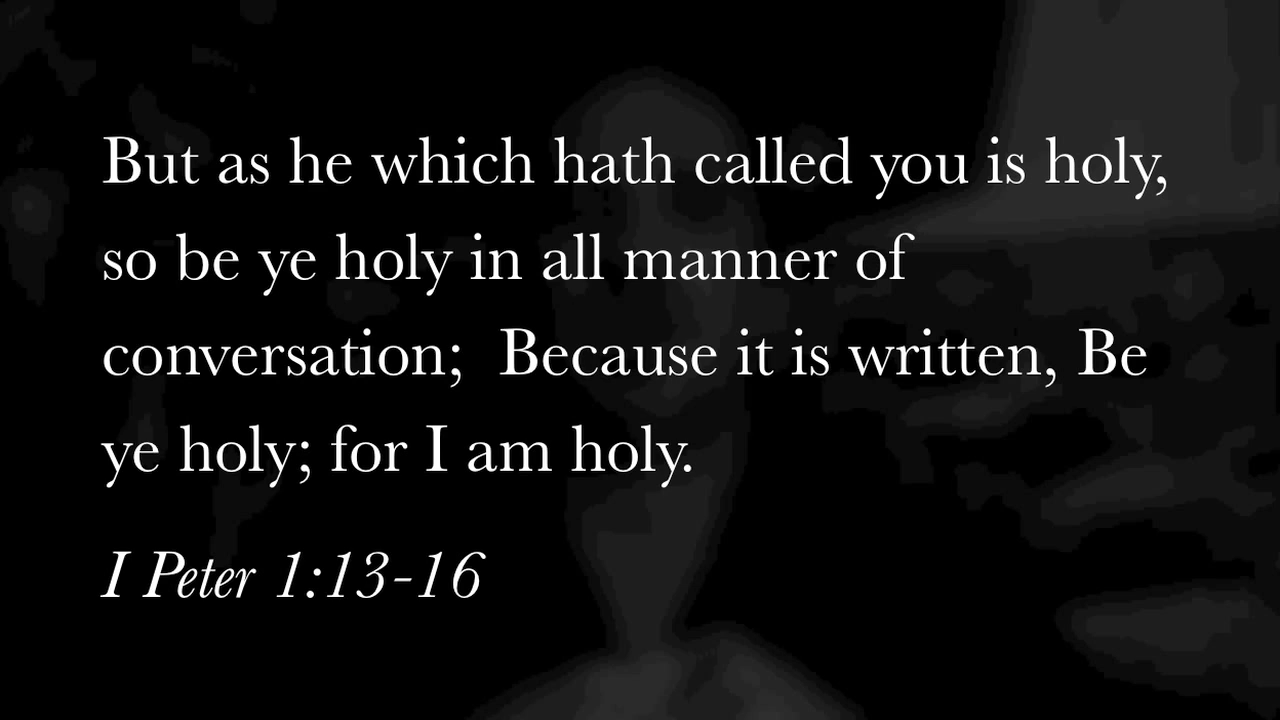 But as he which hath called you is holy,
so be ye holy in all manner of
conversation;  Because it is written, Be
ye holy; for I am holy.
I Peter 1:13-16